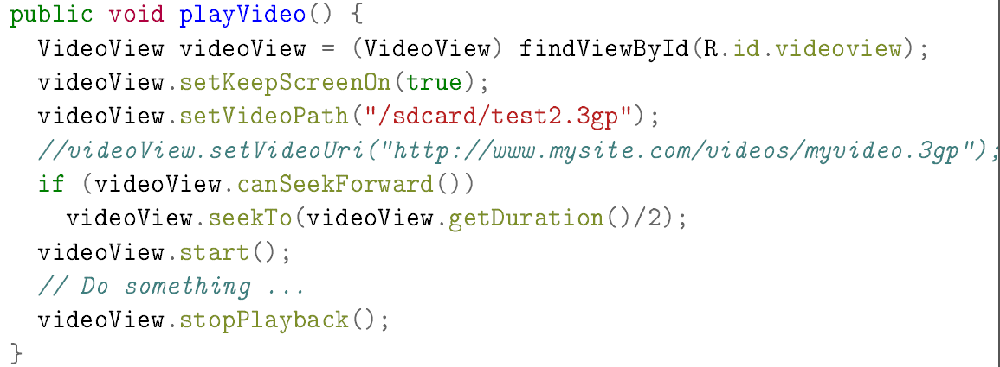 public void playVideo() {
  VideoView videoView = (VideoView) findViewById(R.id.videoview);
  videoView.setKeepScreenOn(true);
  videoView.setVideoPath("/sdcard/test2.3gp");
  //videoView.setVideoUri("http://www.mysite.com/videos/myvideo.3gp");
  if (videoView.canSeekForward())
    videoView.seekTo(videoView.getDuration()/2);
  videoView.start();
  // Do something ...
  videoView.stopPlayback();
}